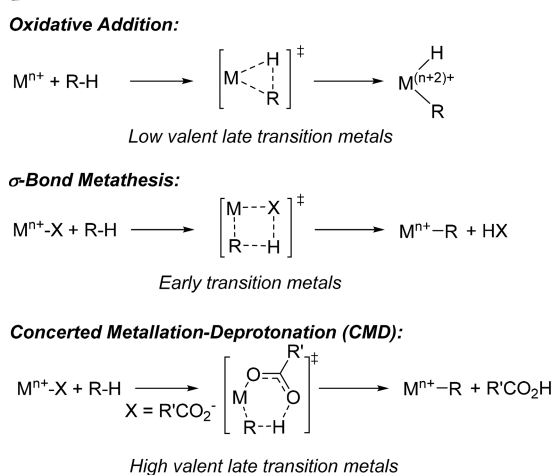 Oxidative Addition:
Mⁿ⁺ + R-H M H R ‡ H M⁽ⁿ⁺²⁾⁺ R
Low valent late transition metals
σ-Bond Metathesis:
Mⁿ⁺-X + R-H M X R H ‡ Mⁿ⁺–R + HX
Early transition metals
Concerted Metallation-Deprotonation (CMD):
Mⁿ⁺-X + R-H X = R'CO₂⁻ R' O O M R H ‡ Mⁿ⁺–R + R'CO₂H
High valent late transition metals